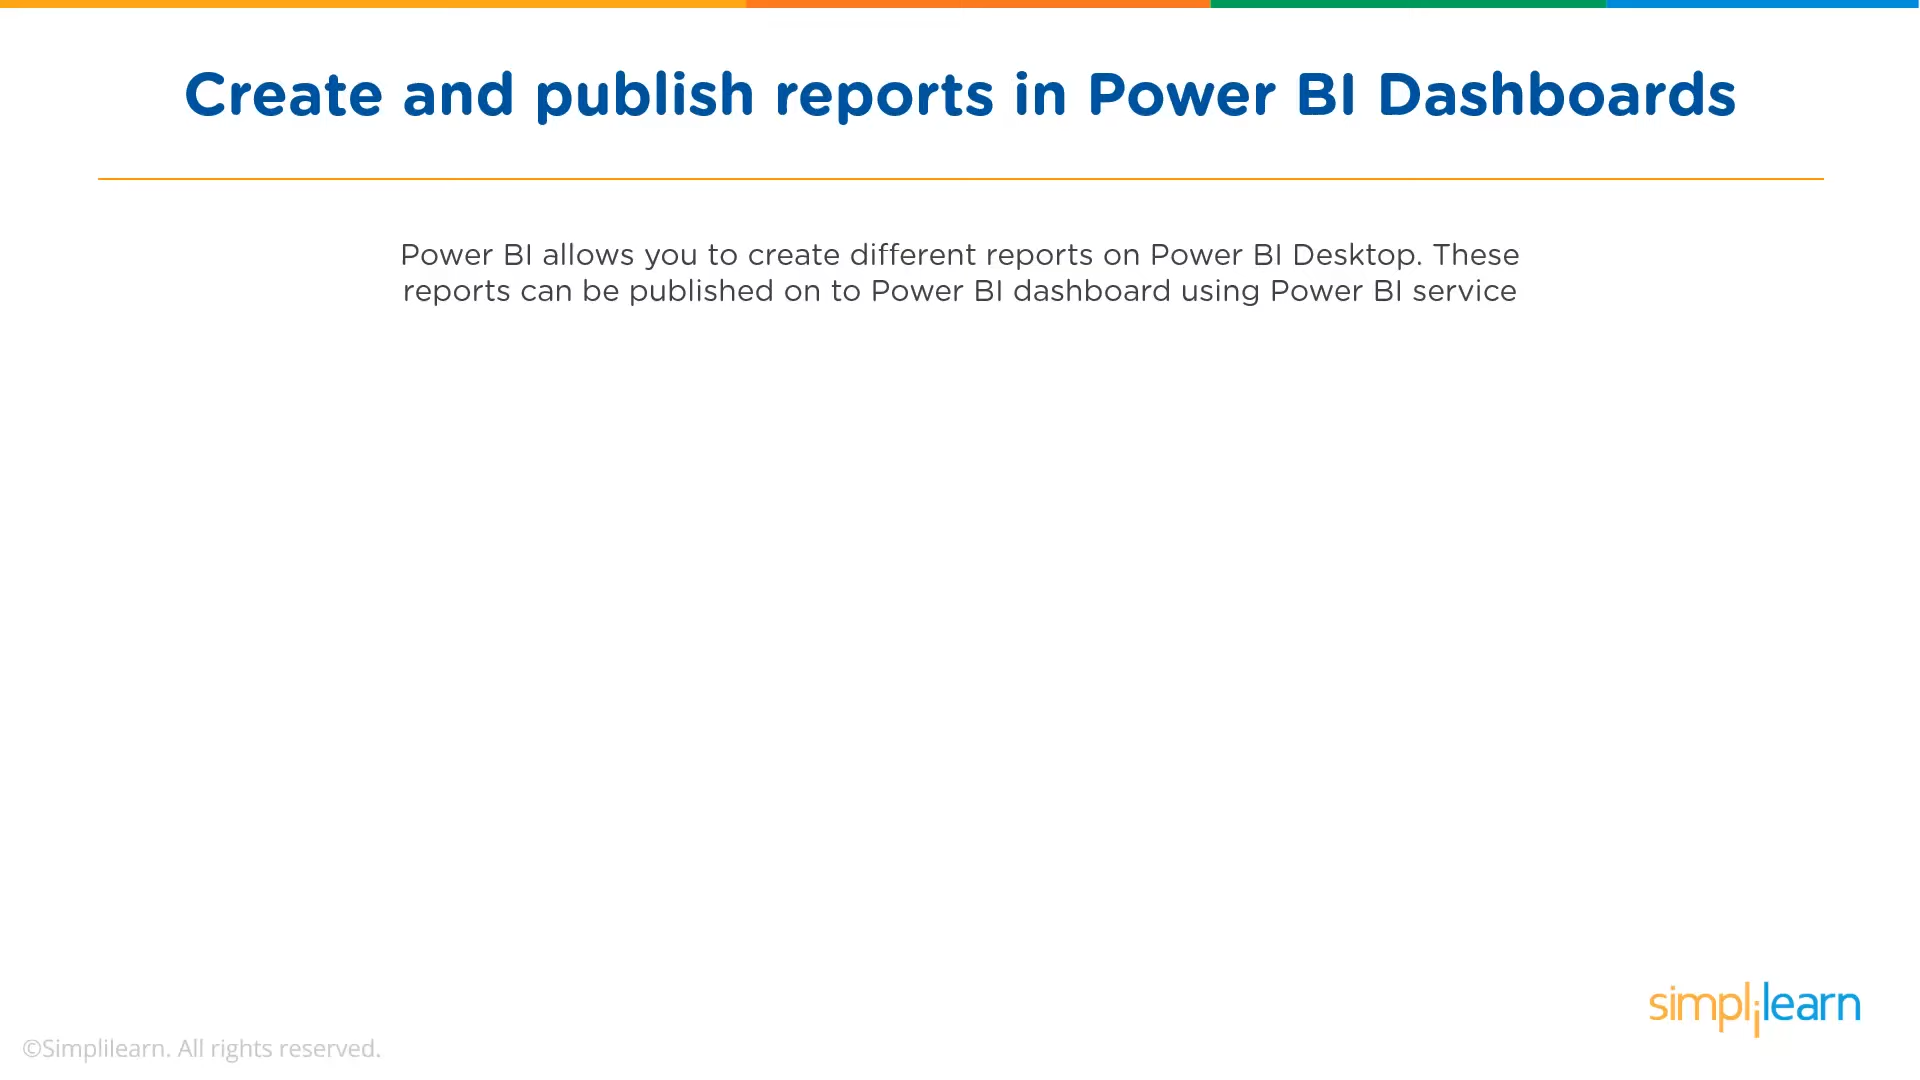 Create and publish reports in Power BI Dashboards
Power BI allows you to create different reports on Power BI Desktop. These
reports can be published on to Power BI dashboard using Power BI service
simplilearn
©Simplilearn. All rights reserved.